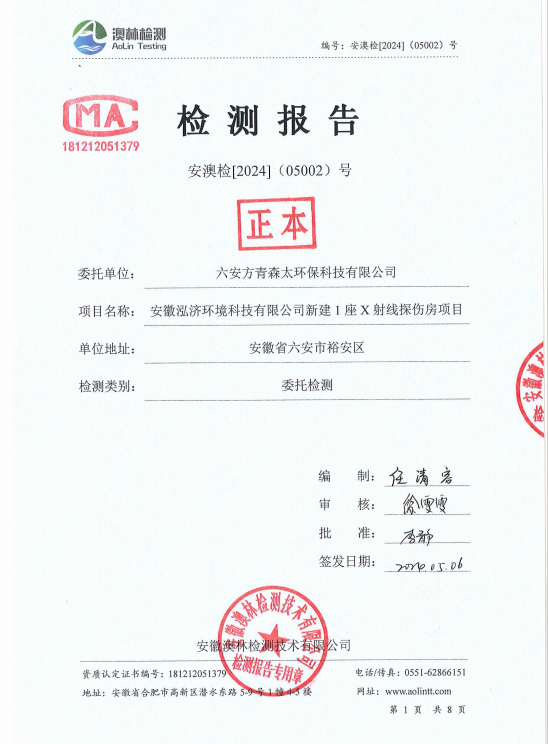 澳林检测
AoLin Testing
编号：安澳检[2024]（05002）号
MA
181212051379
检测报告
安澳检[2024]（05002）号
正本
委托单位：六安方青森太环保科技有限公司
项目名称：安徽泓济环境科技有限公司新建1座X射线探伤房项目
单位地址：安徽省六安市裕安区
检测类别：委托检测
编制：任清容
审核：徐雯雯
批准：
签发日期：2024.05.06
安徽澳林检测技术有限公司
安徽澳林检测技术有限公司
检测报告专用章
资质认定证书编号：181212051379
电话/传真：0551-62866151
地址：安徽省合肥市高新区潜水东路5-9号1幢4-5楼
网址：www.aolintt.com
第1页 共8页